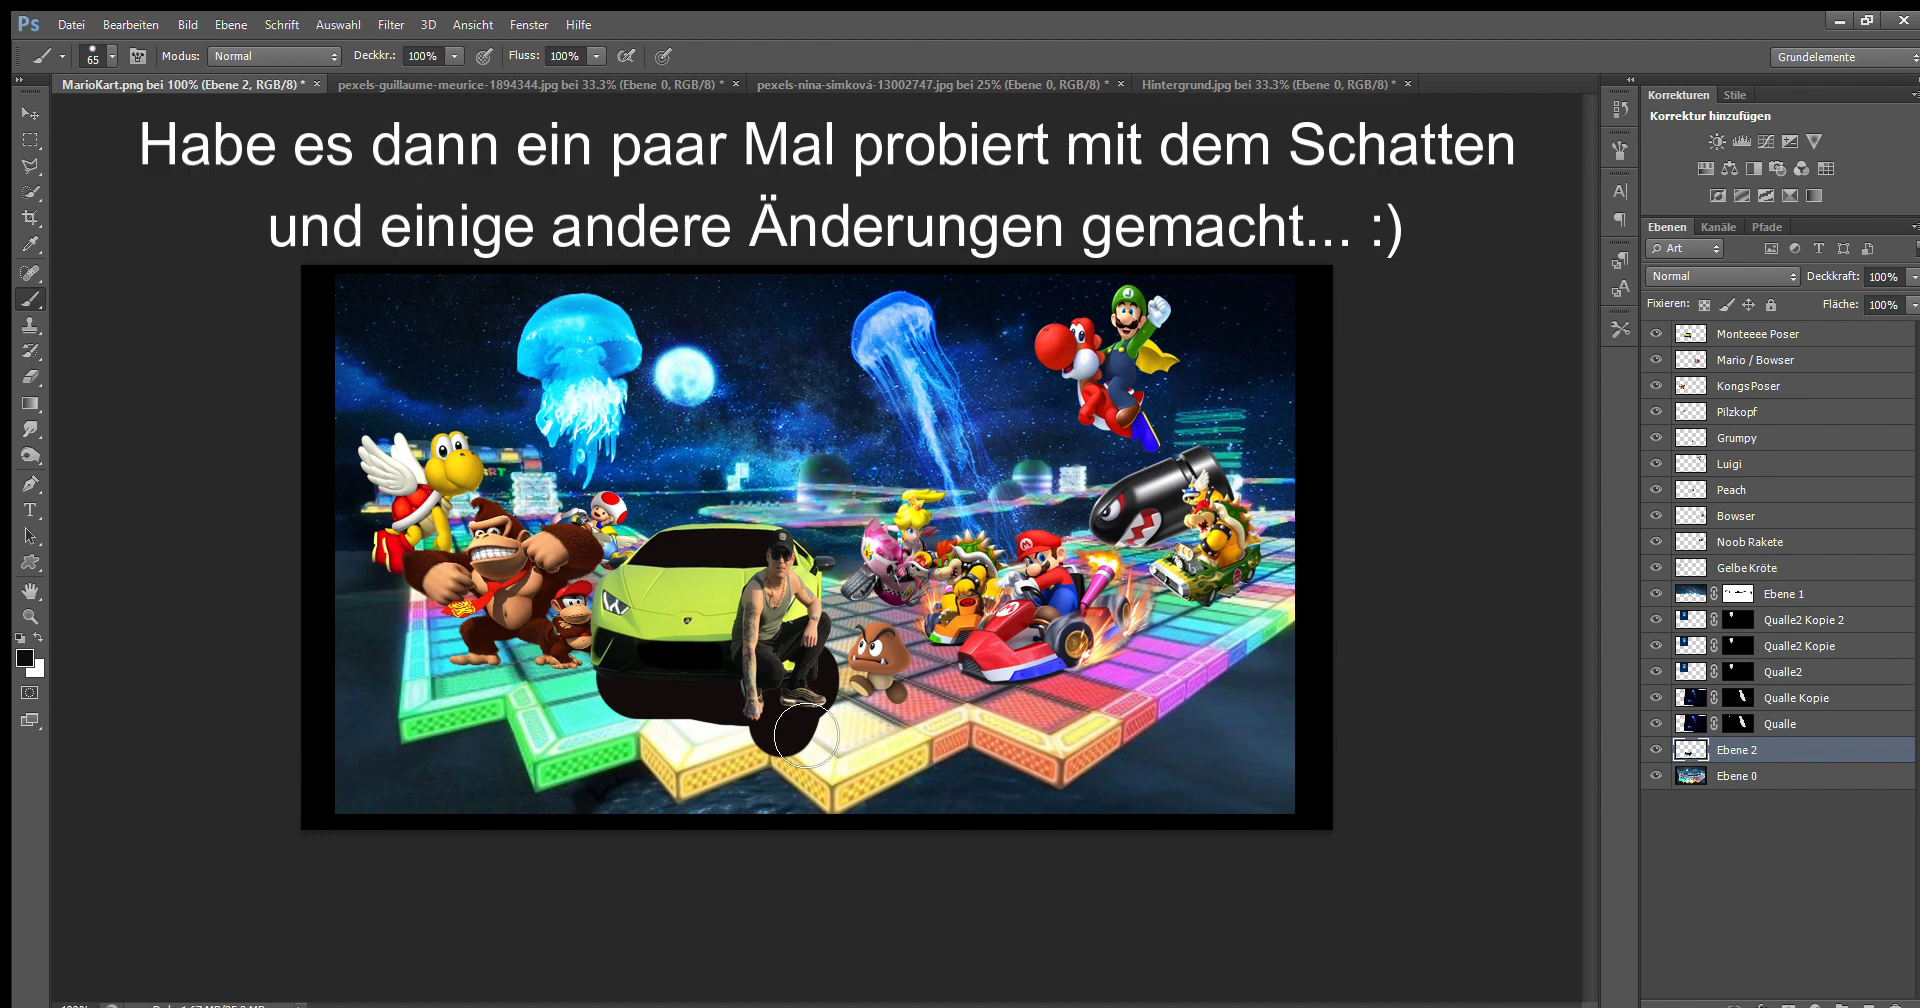 Ps Datei Bearbeiten Bild Ebene Schrift Auswahl Filter 3D Ansicht Fenster Hilfe
65 Modus: Normal Deckkr.: 100% Fluss: 100% Grundelemente
MarioKart.png bei 100% (Ebene 2, RGB/8) * × pexels-guillaume-meurice-1894344.jpg bei 33.3% (Ebene 0, RGB/8) * × pexels-nina-simková-13002747.jpg bei 25% (Ebene 0, RGB/8) * × Hintergrund.jpg bei 33.3% (Ebene 0, RGB/8) * ×
Habe es dann ein paar Mal probiert mit dem Schatten
und einige andere Änderungen gemacht... :)
Korrekturen Stile
Korrektur hinzufügen
Ebenen Kanäle Pfade
Art
Normal Deckkraft: 100%
Fixieren: Fläche: 100%
Monteeee Poser
Mario / Bowser
KongsPoser
Pilzkopf
Grumpy
Luigi
Peach
Bowser
Noob Rakete
Gelbe Kröte
Ebene 1
Qualle2 Kopie 2
Qualle2 Kopie
Qualle2
Qualle Kopie
Qualle
Ebene 2
Ebene 0